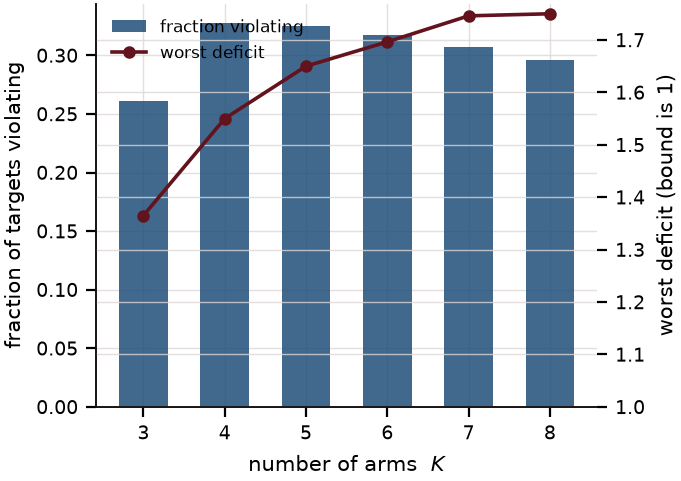 fraction violating
worst deficit
fraction of targets violating
0.30
0.25
0.20
0.15
0.10
0.05
0.00
1.7
1.6
1.5
1.4
1.3
1.2
1.1
1.0
worst deficit (bound is 1)
3 4 5 6 7 8
number of arms K